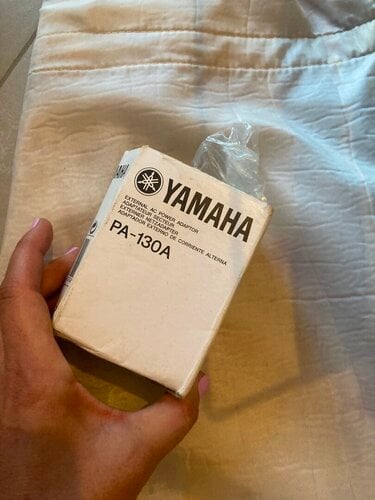 YAMAHA
EXTERNAL AC POWER ADAPTOR
ADAPTATEUR SECTEUR
EXTERNER NETZADAPTER
ADAPTADOR EXTERNO DE CORRIENTE ALTERNA
PA-130A